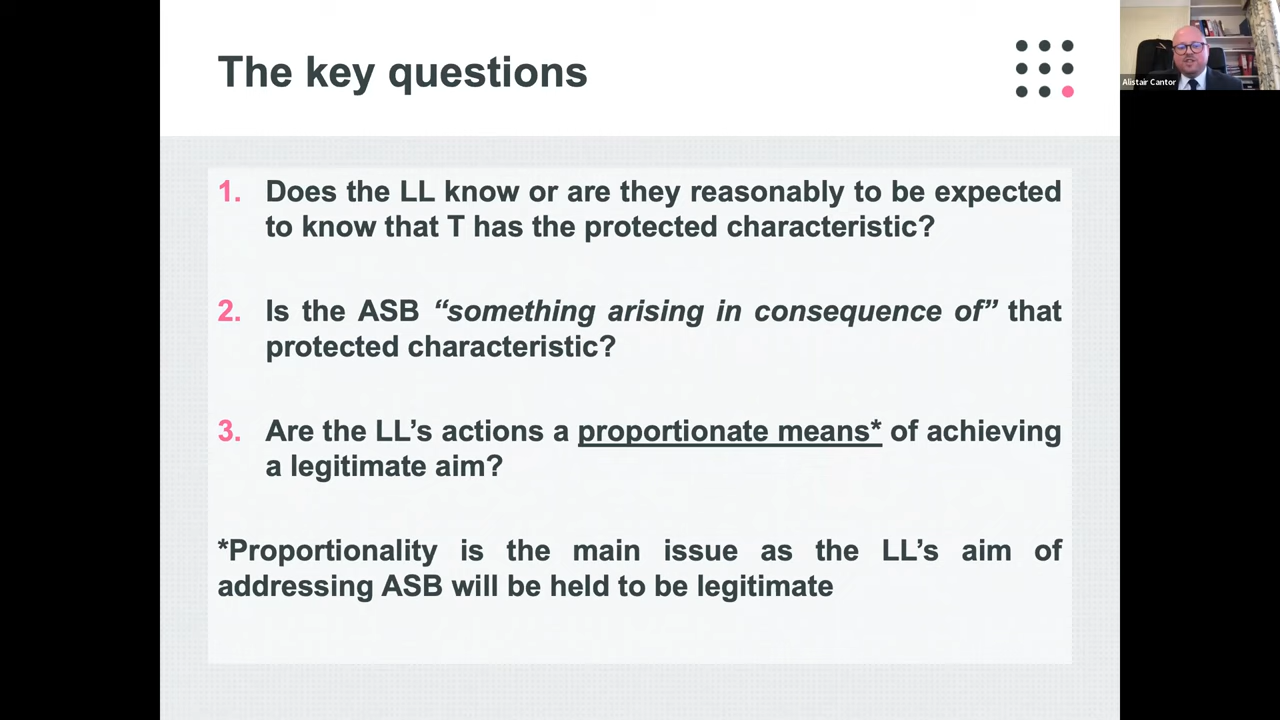 The key questions
Alistair Cantor
1. Does the LL know or are they reasonably to be expected
to know that T has the protected characteristic?
2. Is the ASB “something arising in consequence of” that
protected characteristic?
3. Are the LL’s actions a proportionate means* of achieving
a legitimate aim?
*Proportionality is the main issue as the LL’s aim of
addressing ASB will be held to be legitimate